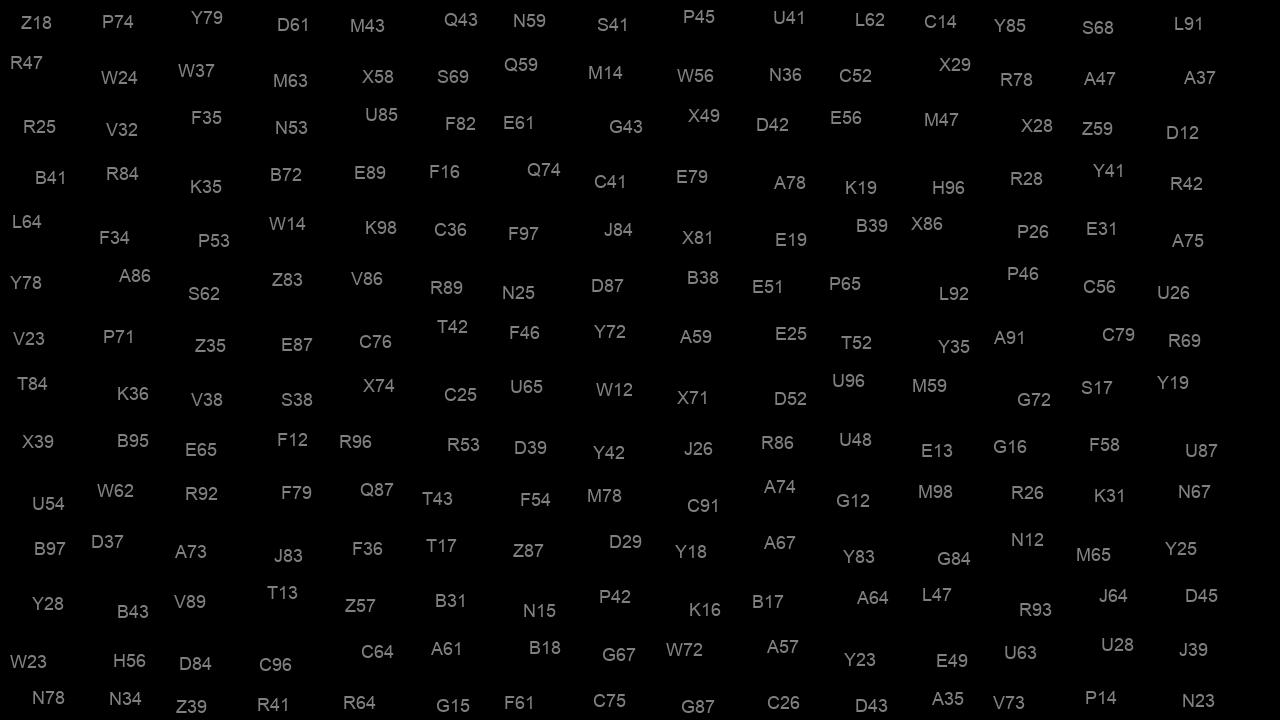 Z18 P74 Y79 D61 M43 Q43 N59 S41 P45 U41 L62 C14 Y85 S68 L91
R47 W24 W37 M63 X58 S69 Q59 M14 W56 N36 C52 X29 R78 A47 A37
R25 V32 F35 N53 U85 F82 E61 G43 X49 D42 E56 M47 X28 Z59 D12
B41 R84 K35 B72 E89 F16 Q74 C41 E79 A78 K19 H96 R28 Y41 R42
L64 F34 P53 W14 K98 C36 F97 J84 X81 E19 B39 X86 P26 E31 A75
Y78 A86 S62 Z83 V86 R89 N25 D87 B38 E51 P65 L92 P46 C56 U26
V23 P71 Z35 E87 C76 T42 F46 Y72 A59 E25 T52 Y35 A91 C79 R69
T84 K36 V38 S38 X74 C25 U65 W12 X71 D52 U96 M59 G72 S17 Y19
X39 B95 E65 F12 R96 R53 D39 Y42 J26 R86 U48 E13 G16 F58 U87
U54 W62 R92 F79 Q87 T43 F54 M78 C91 A74 G12 M98 R26 K31 N67
B97 D37 A73 J83 F36 T17 Z87 D29 Y18 A67 Y83 G84 N12 M65 Y25
Y28 B43 V89 T13 Z57 B31 N15 P42 K16 B17 A64 L47 R93 J64 D45
W23 H56 D84 C96 C64 A61 B18 G67 W72 A57 Y23 E49 U63 U28 J39
N78 N34 Z39 R41 R64 G15 F61 C75 G87 C26 D43 A35 V73 P14 N23